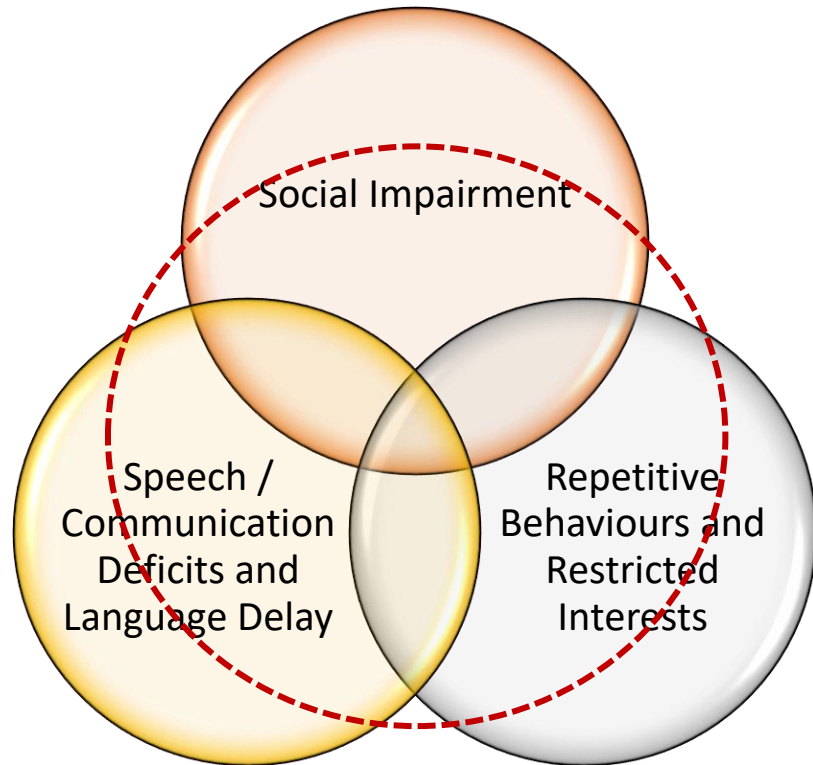 Social Impairment
Speech /
Communication
Deficits and
Language Delay
Repetitive
Behaviours and
Restricted
Interests